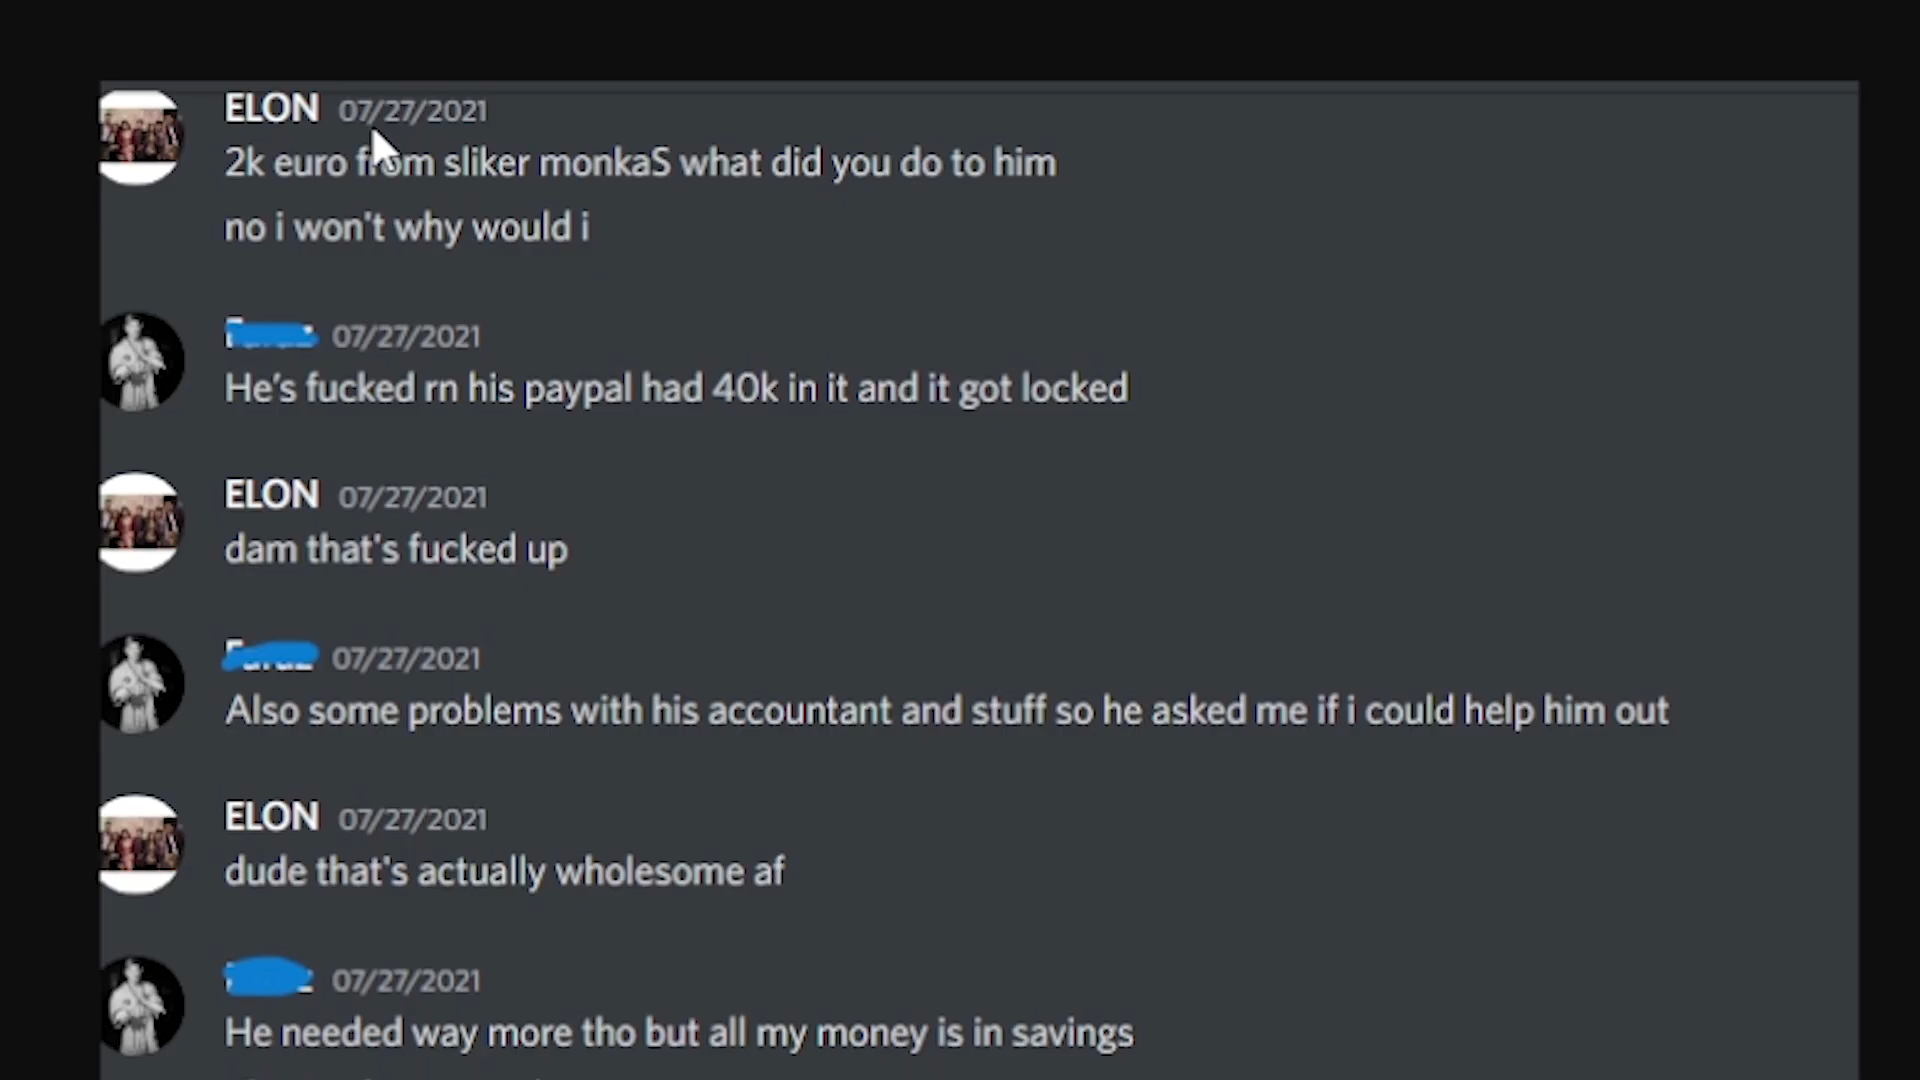 ELON 07/27/2021
2k euro from sliker monkaS what did you do to him
no i won't why would i
07/27/2021
He's fucked rn his paypal had 40k in it and it got locked
ELON 07/27/2021
dam that's fucked up
07/27/2021
Also some problems with his accountant and stuff so he asked me if i could help him out
ELON 07/27/2021
dude that's actually wholesome af
07/27/2021
He needed way more tho but all my money is in savings